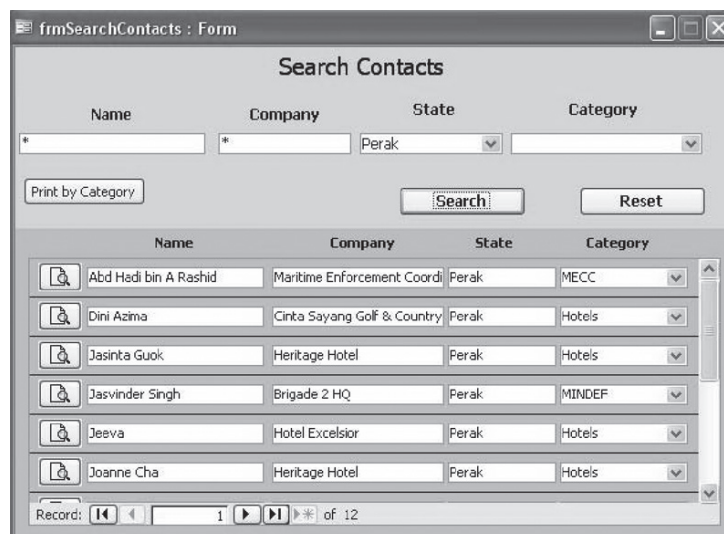 frmSearchContacts : Form
Search Contacts
Name Company State Category
* * Perak
Print by Category Search Reset
Name Company State Category
Abd Hadi bin A Rashid Maritime Enforcement Coordi Perak MECC
Dini Azima Cinta Sayang Golf & Country Perak Hotels
Jasinta Guok Heritage Hotel Perak Hotels
Jasvinder Singh Brigade 2 HQ Perak MINDEF
Jeeva Hotel Excelsior Perak Hotels
Joanne Cha Heritage Hotel Perak Hotels
Record: 1 of 12